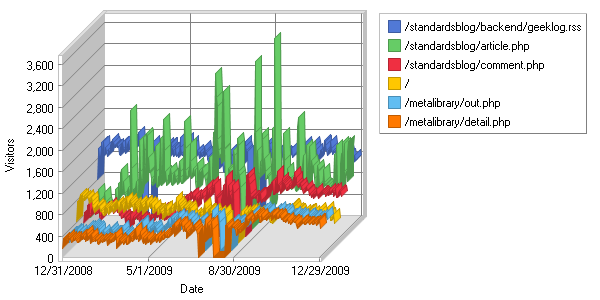 /standardsblog/backend/geeklog.rss
/standardsblog/article.php
/standardsblog/comment.php
/
/metalibrary/out.php
/metalibrary/detail.php
Visitors
3,600
3,200
2,800
2,400
2,000
1,600
1,200
800
400
0
12/31/2008 5/1/2009 8/30/2009 12/29/2009
Date